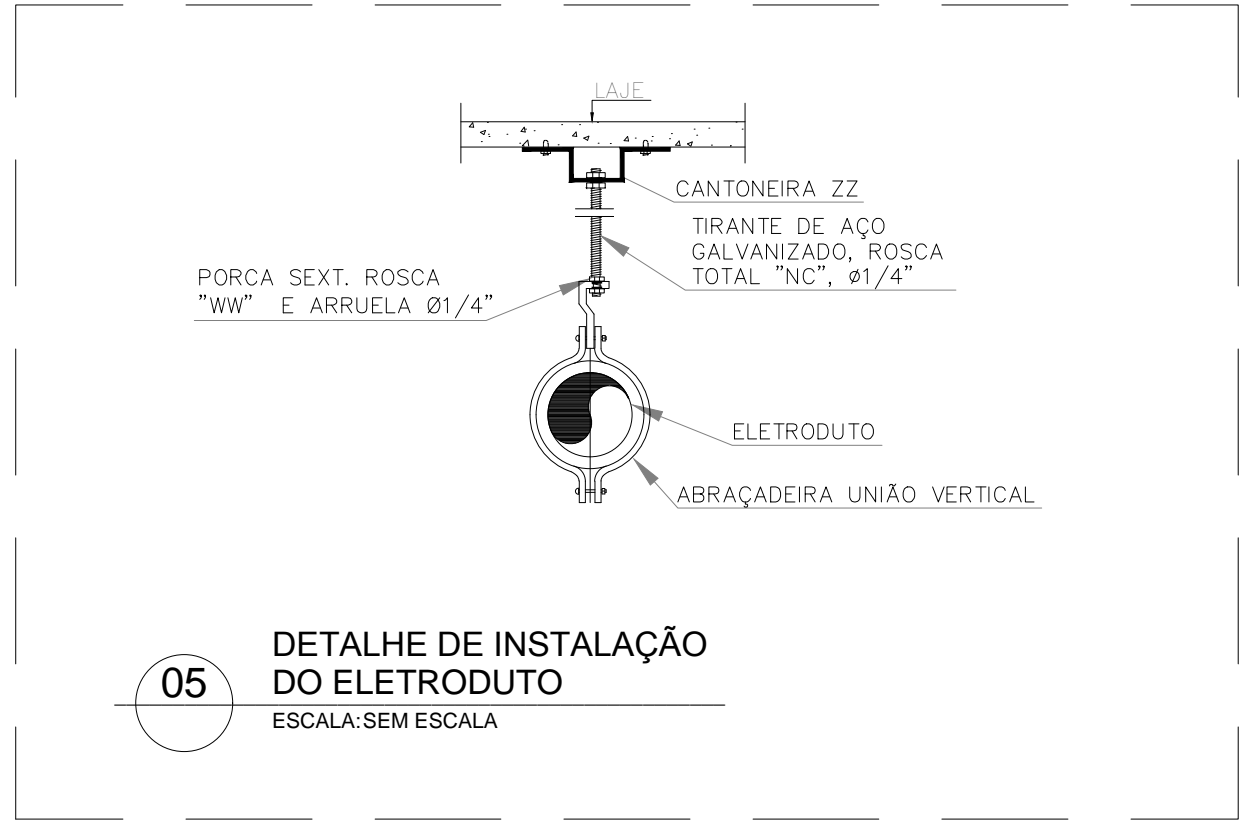 LAJE
CANTONEIRA ZZ
TIRANTE DE AÇO
GALVANIZADO, ROSCA
TOTAL "NC", ø1/4"
PORCA SEXT. ROSCA
"WW" E ARRUELA Ø1/4"
ELETRODUTO
ABRAÇADEIRA UNIÃO VERTICAL
05
DETALHE DE INSTALAÇÃO
DO ELETRODUTO
ESCALA:SEM ESCALA